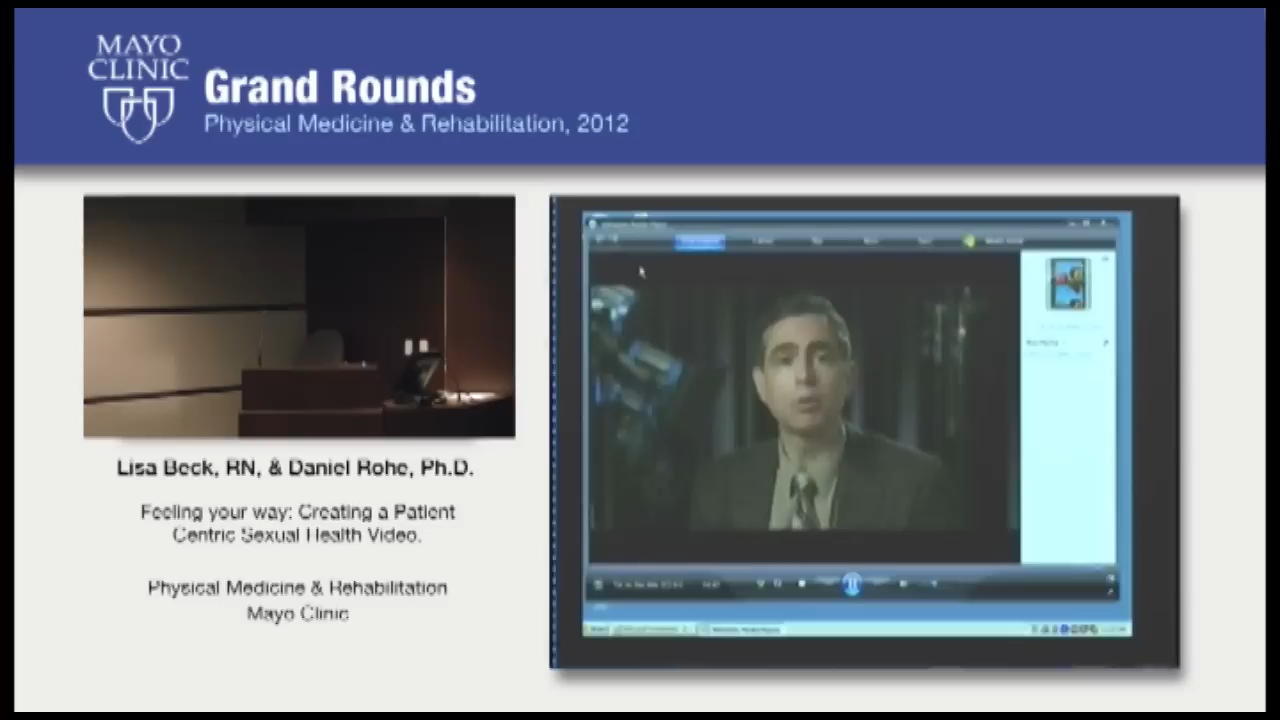 MAYO
CLINIC
Grand Rounds
Physical Medicine & Rehabilitation, 2012
Lisa Beck, RN, & Daniel Rohe, Ph.D.
Feeling your way: Creating a Patient
Centric Sexual Health Video.
Physical Medicine & Rehabilitation
Mayo Clinic